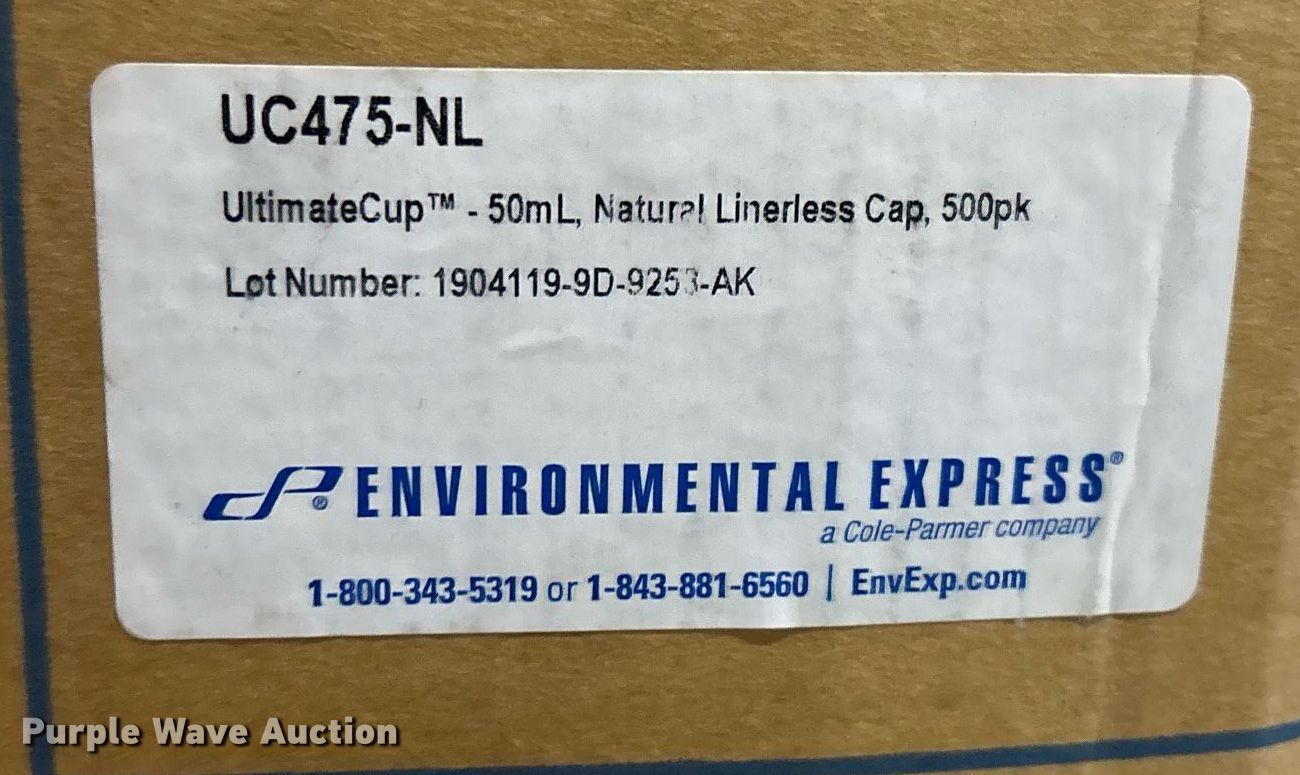 UC475-NL
UltimateCup™ - 50mL, Natural Linerless Cap, 500pk
Lot Number: 1904119-9D-9253-AK
® ENVIRONMENTAL EXPRESS®
a Cole-Parmer company
1-800-343-5319 or 1-843-881-6560 | EnvExp.com
Purple Wave Auction